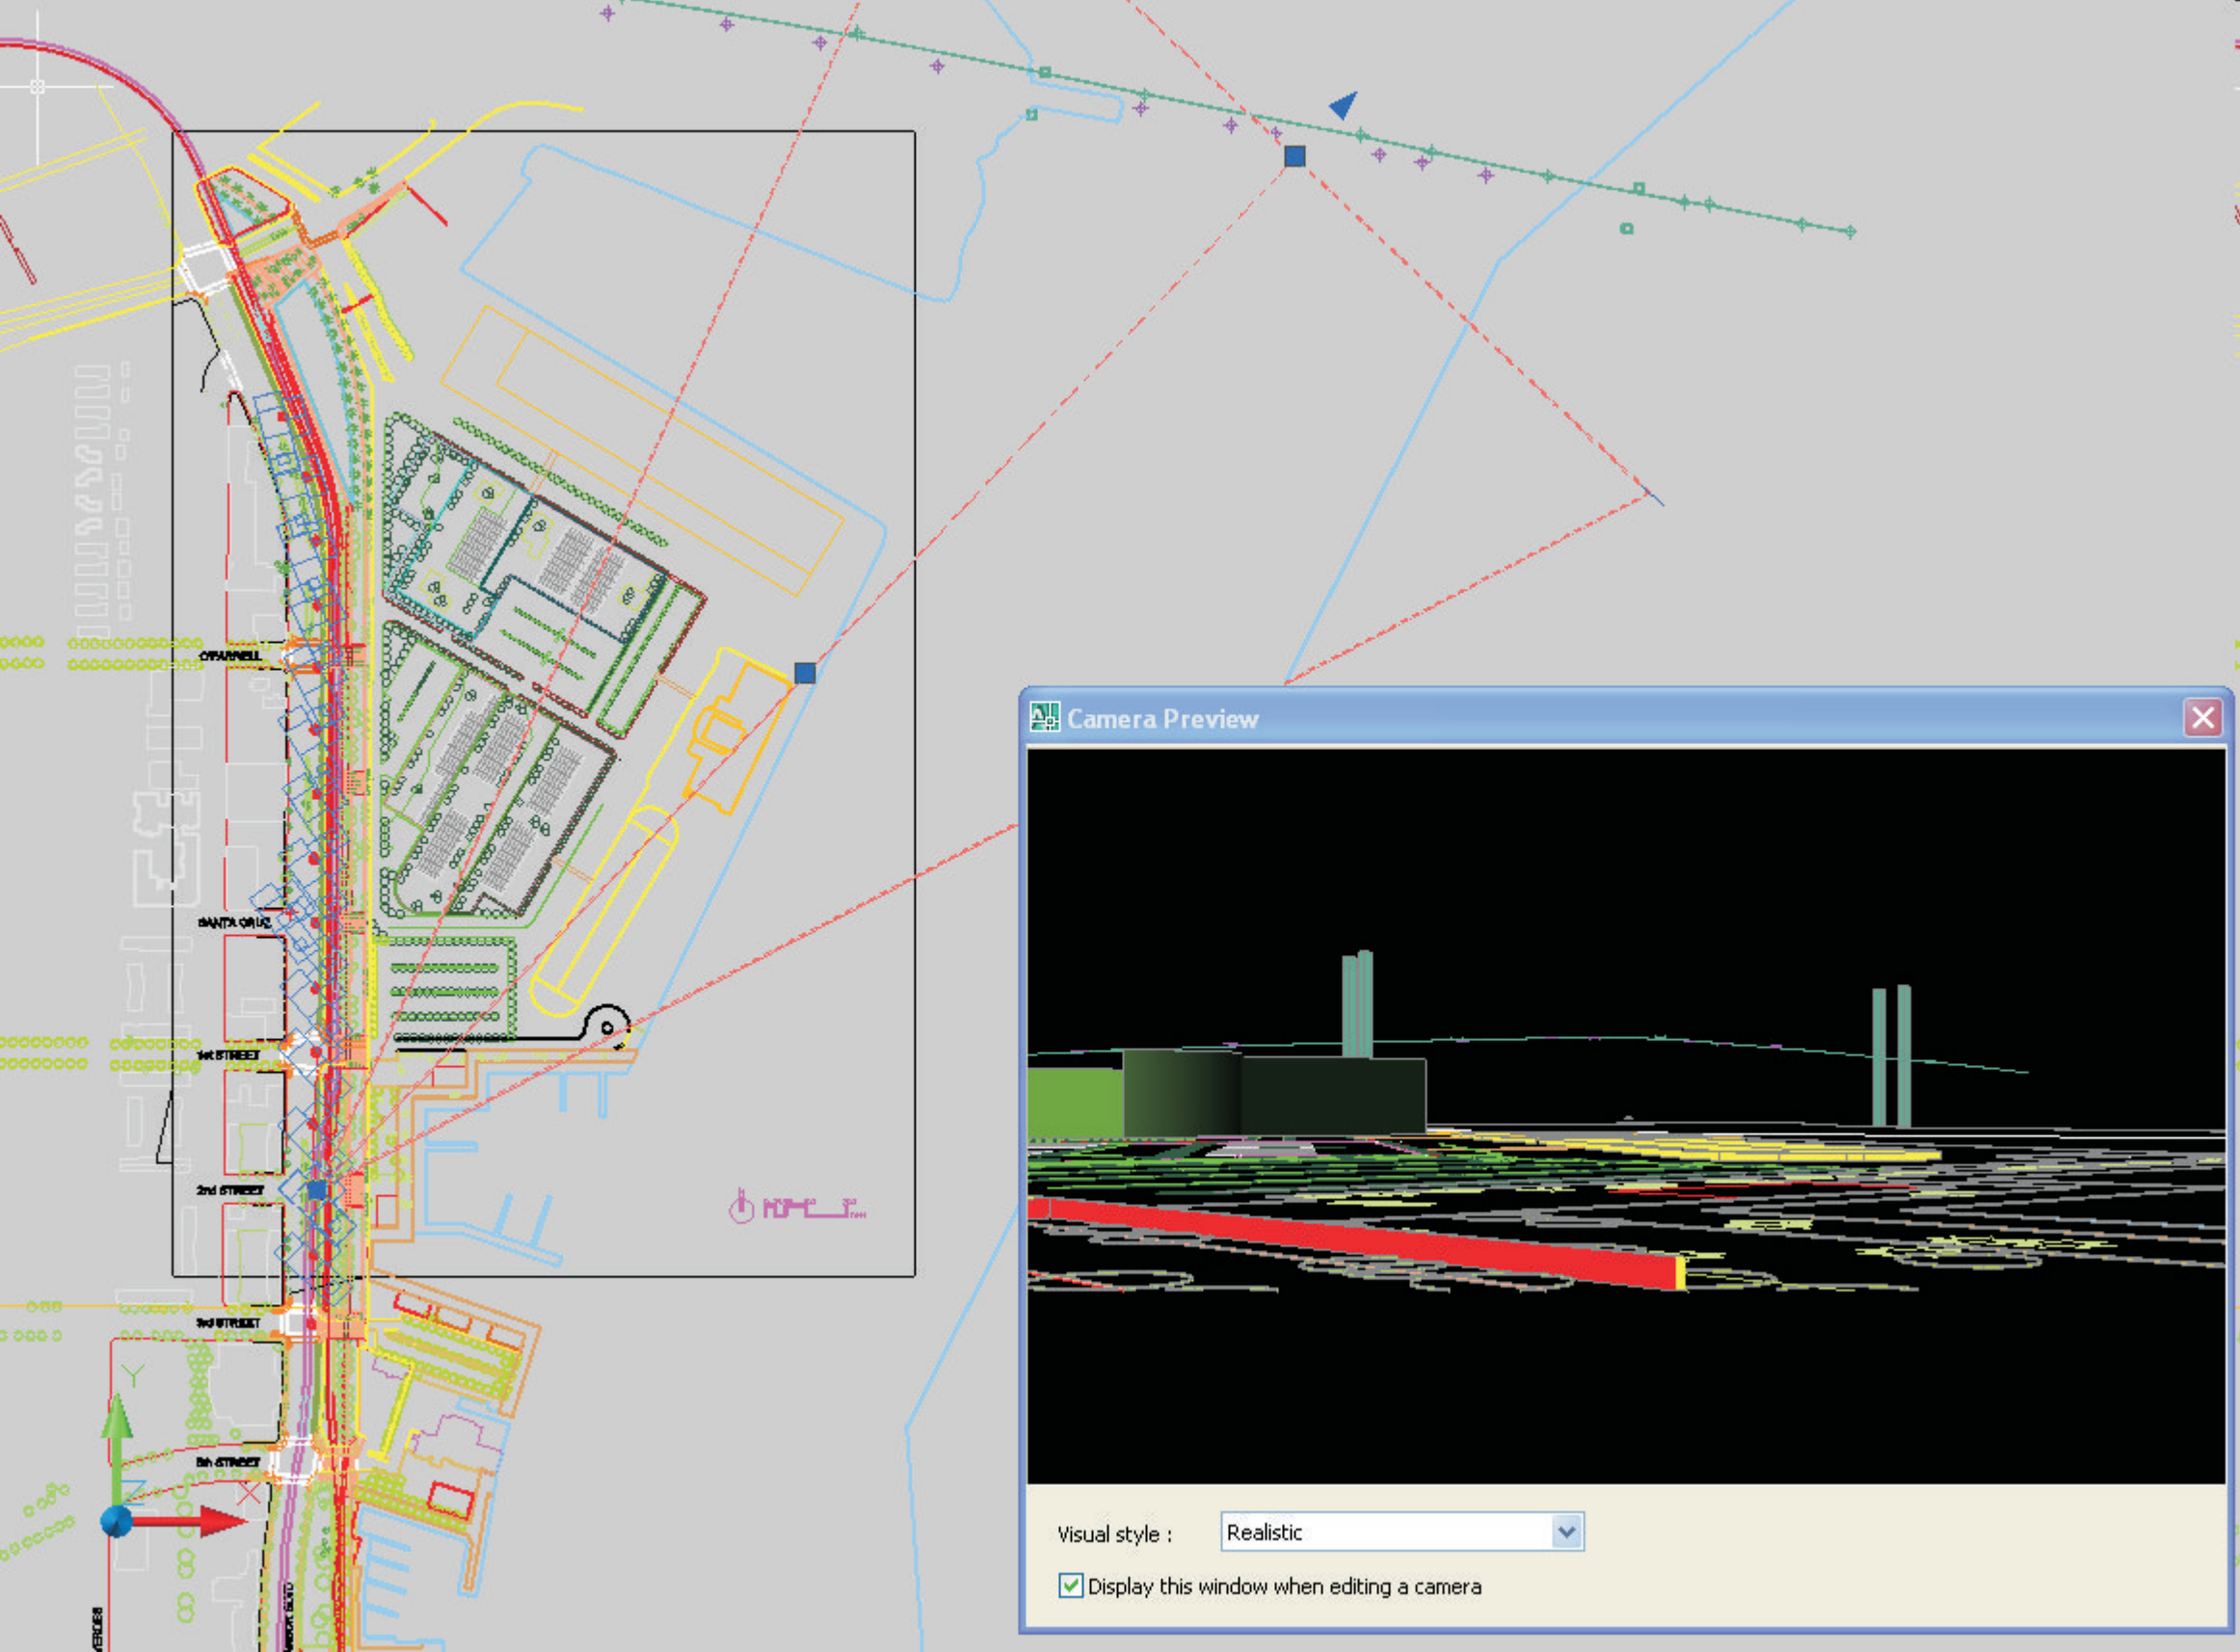 O'FARRELL
SANTA CRUZ
1st STREET
2nd STREET
3rd STREET
5th STREET
Y
Z
X
Camera Preview
Visual style :
Realistic
Display this window when editing a camera